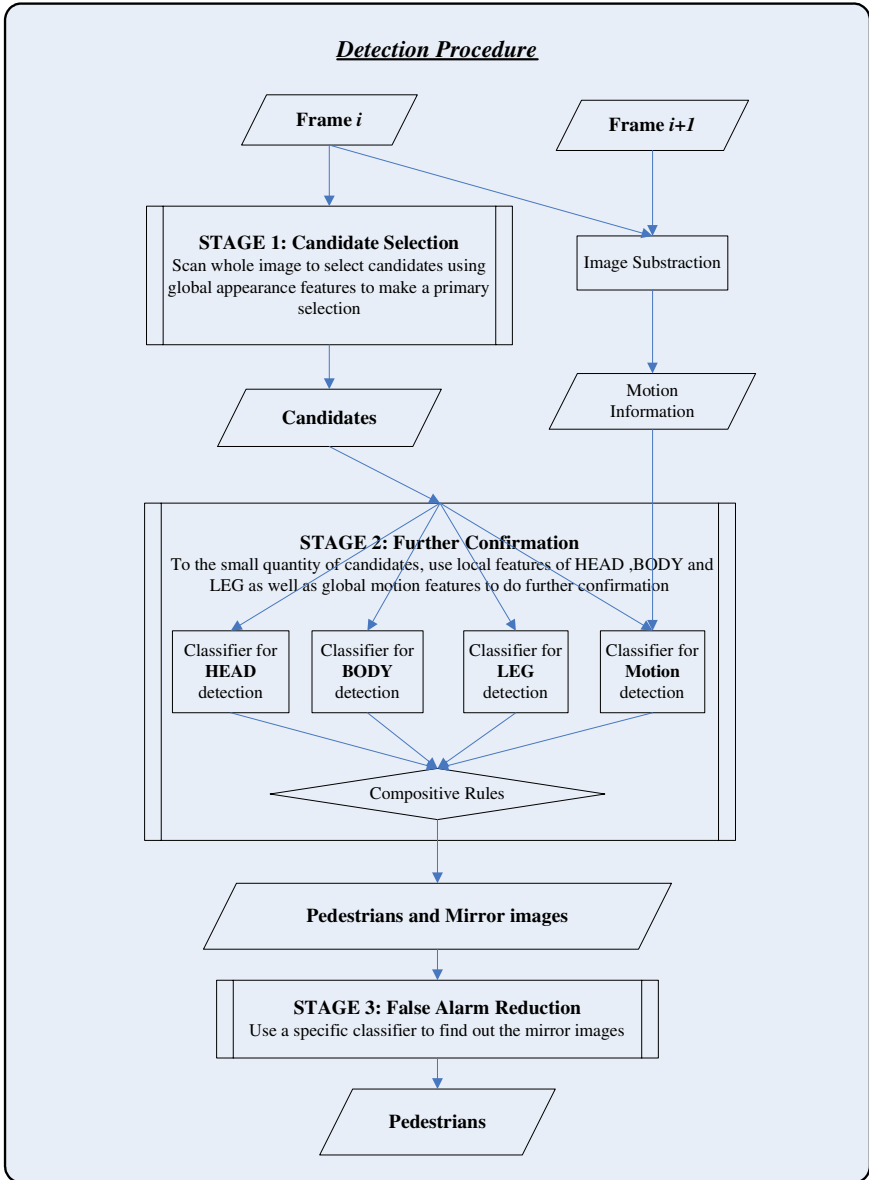 Detection Procedure
Frame i
Frame i+1
STAGE 1: Candidate Selection
Scan whole image to select candidates using
global appearance features to make a primary
selection
Image Substraction
Candidates
Motion
Information
STAGE 2: Further Confirmation
To the small quantity of candidates, use local features of HEAD ,BODY and
LEG as well as global motion features to do further confirmation
Classifier for
HEAD
detection
Classifier for
BODY
detection
Classifier for
LEG
detection
Classifier for
Motion
detection
Compositive Rules
Pedestrians and Mirror images
STAGE 3: False Alarm Reduction
Use a specific classifier to find out the mirror images
Pedestrians